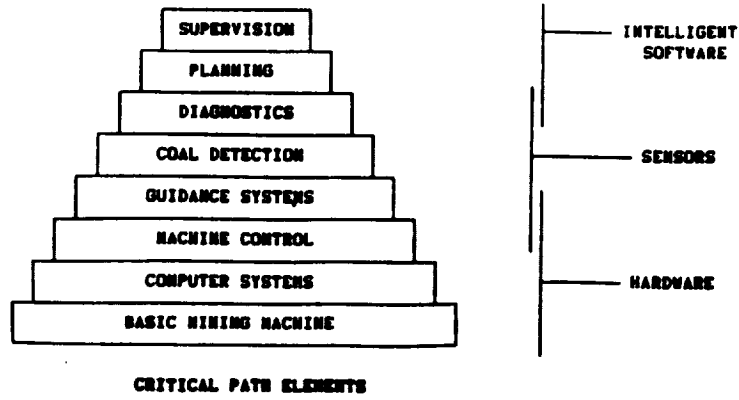 SUPERVISION
PLANNING
DIAGNOSTICS
COAL DETECTION
GUIDANCE SYSTEMS
MACHINE CONTROL
COMPUTER SYSTEMS
BASIC MINING MACHINE
CRITICAL PATH ELEMENTS
INTELLIGENT
SOFTWARE
SENSORS
HARDWARE